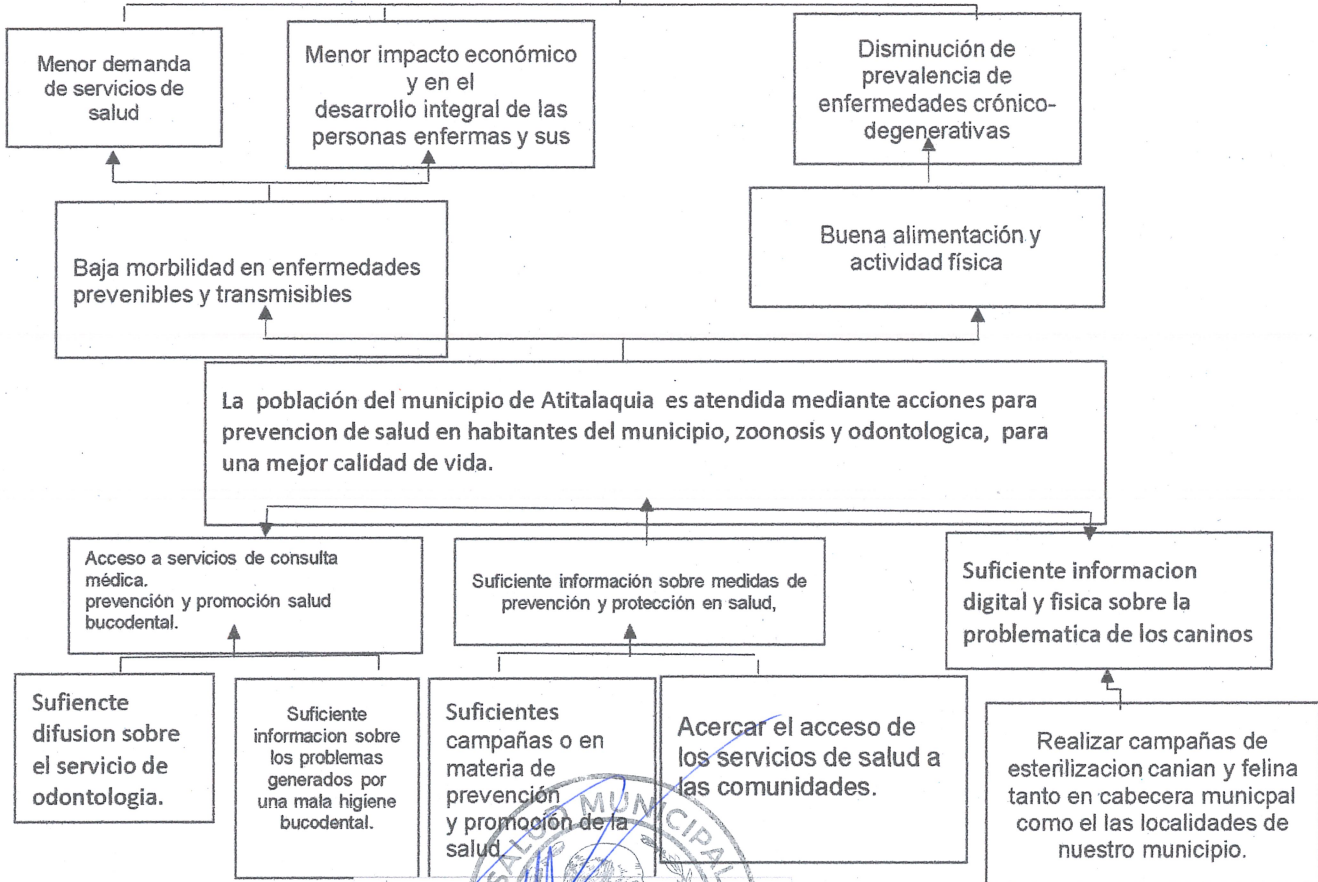 Menor demanda
de servicios de
salud
Menor impacto económico
y en el
desarrollo integral de las
personas enfermas y sus
Disminución de
prevalencia de
enfermedades crónico-
degenerativas
Baja morbilidad en enfermedades
prevenibles y transmisibles
Buena alimentación y
actividad física
La población del municipio de Atitalaquia es atendida mediante acciones para
prevencion de salud en habitantes del municipio, zoonosis y odontologica, para
una mejor calidad de vida.
Acceso a servicios de consulta
médica.
prevención y promoción salud
bucodental.
Suficiente información sobre medidas de
prevención y protección en salud,
Suficiente informacion
digital y fisica sobre la
problematica de los caninos
Sufiencte
difusion sobre
el servicio de
odontologia.
Suficiente
informacion sobre
los problemas
generados por
una mala higiene
bucodental.
Suficientes
campañas o en
materia de
prevención
y promoción de la
salud.
Acercar el acceso de
los servicios de salud a
las comunidades.
Realizar campañas de
esterilizacion canian y felina
tanto en cabecera municpal
como el las localidades de
nuestro municipio.
SALUD MUNICIPAL